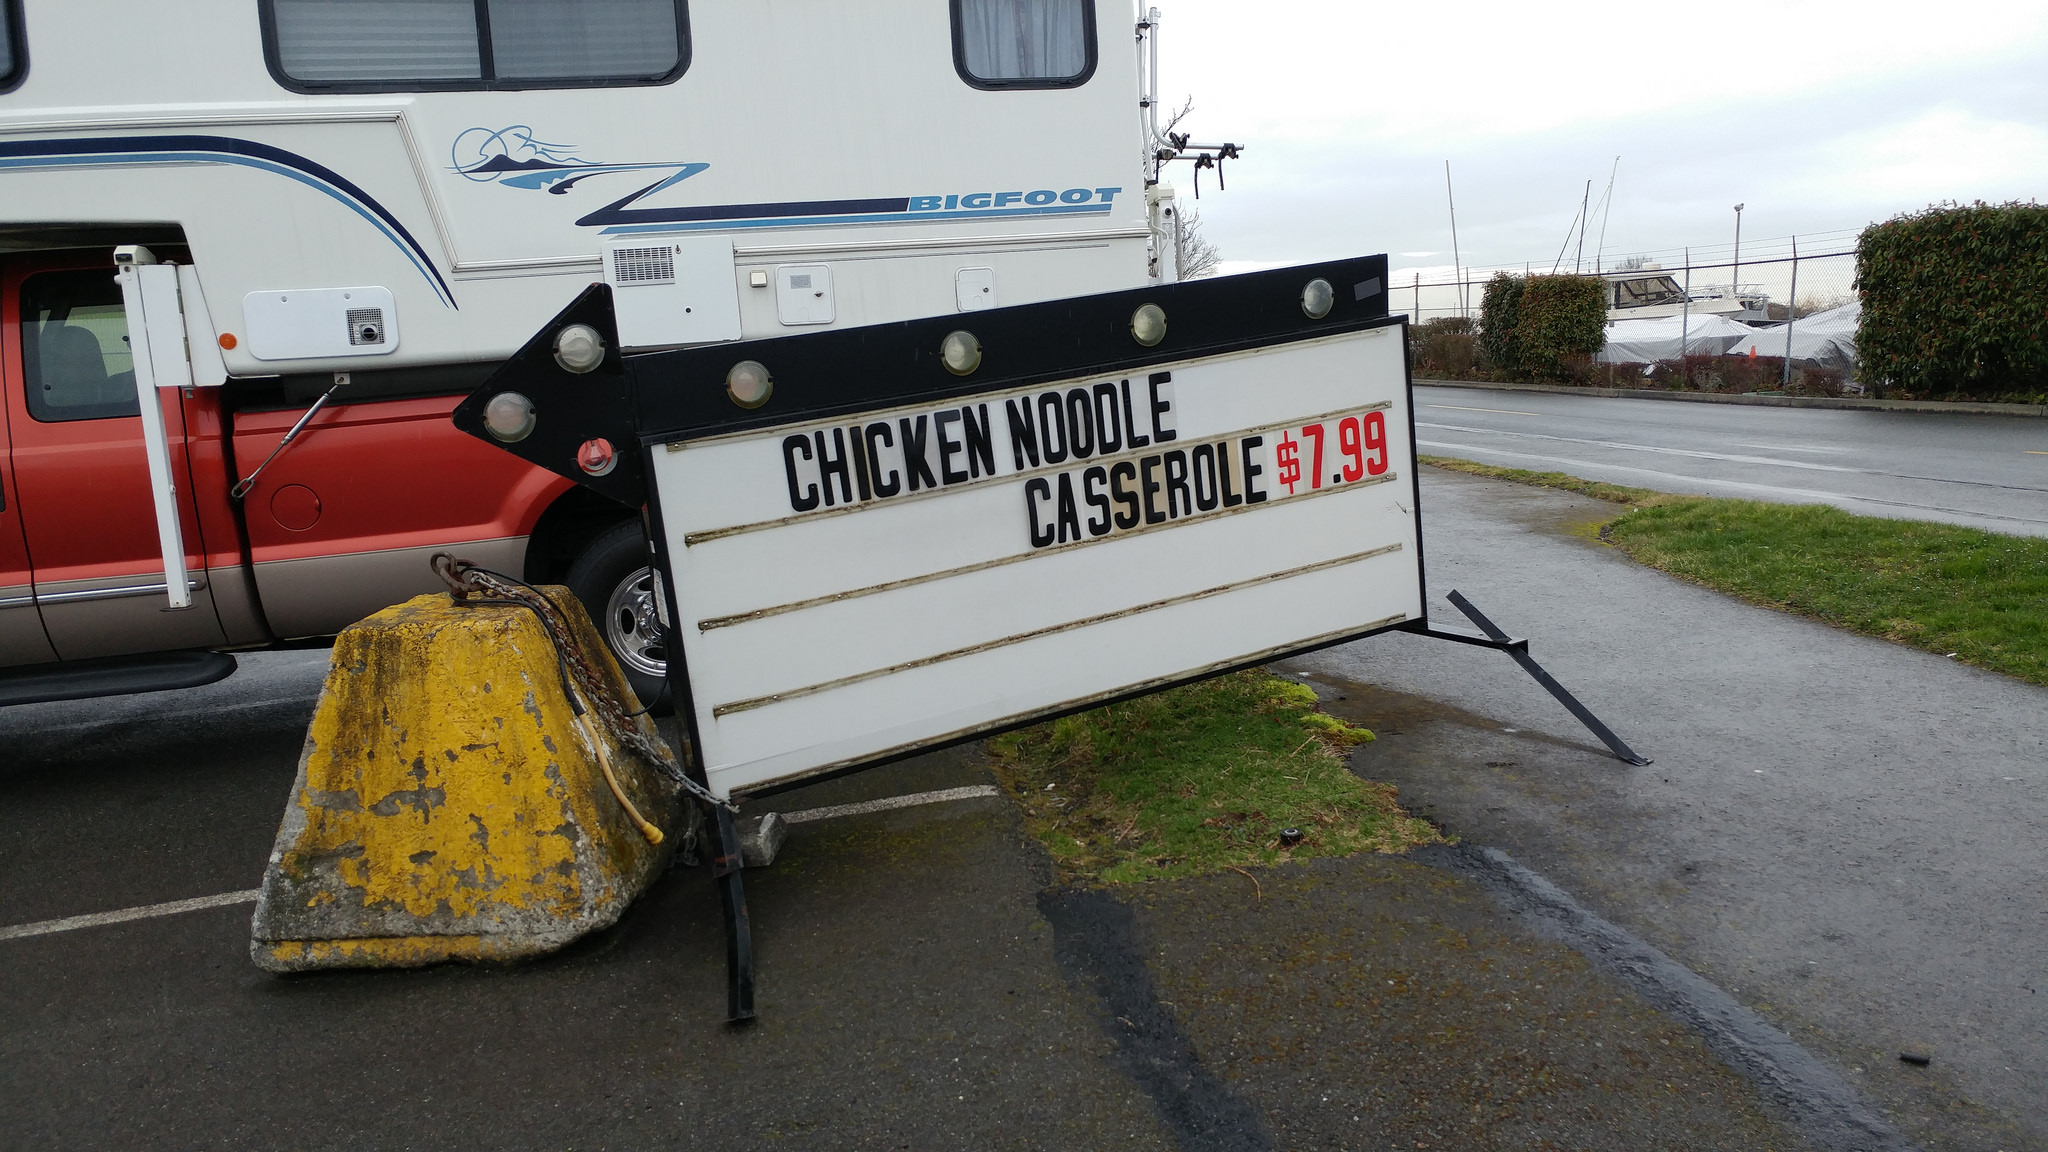 BIGFOOT
CHICKEN NOODLE
CASSEROLE $7.99